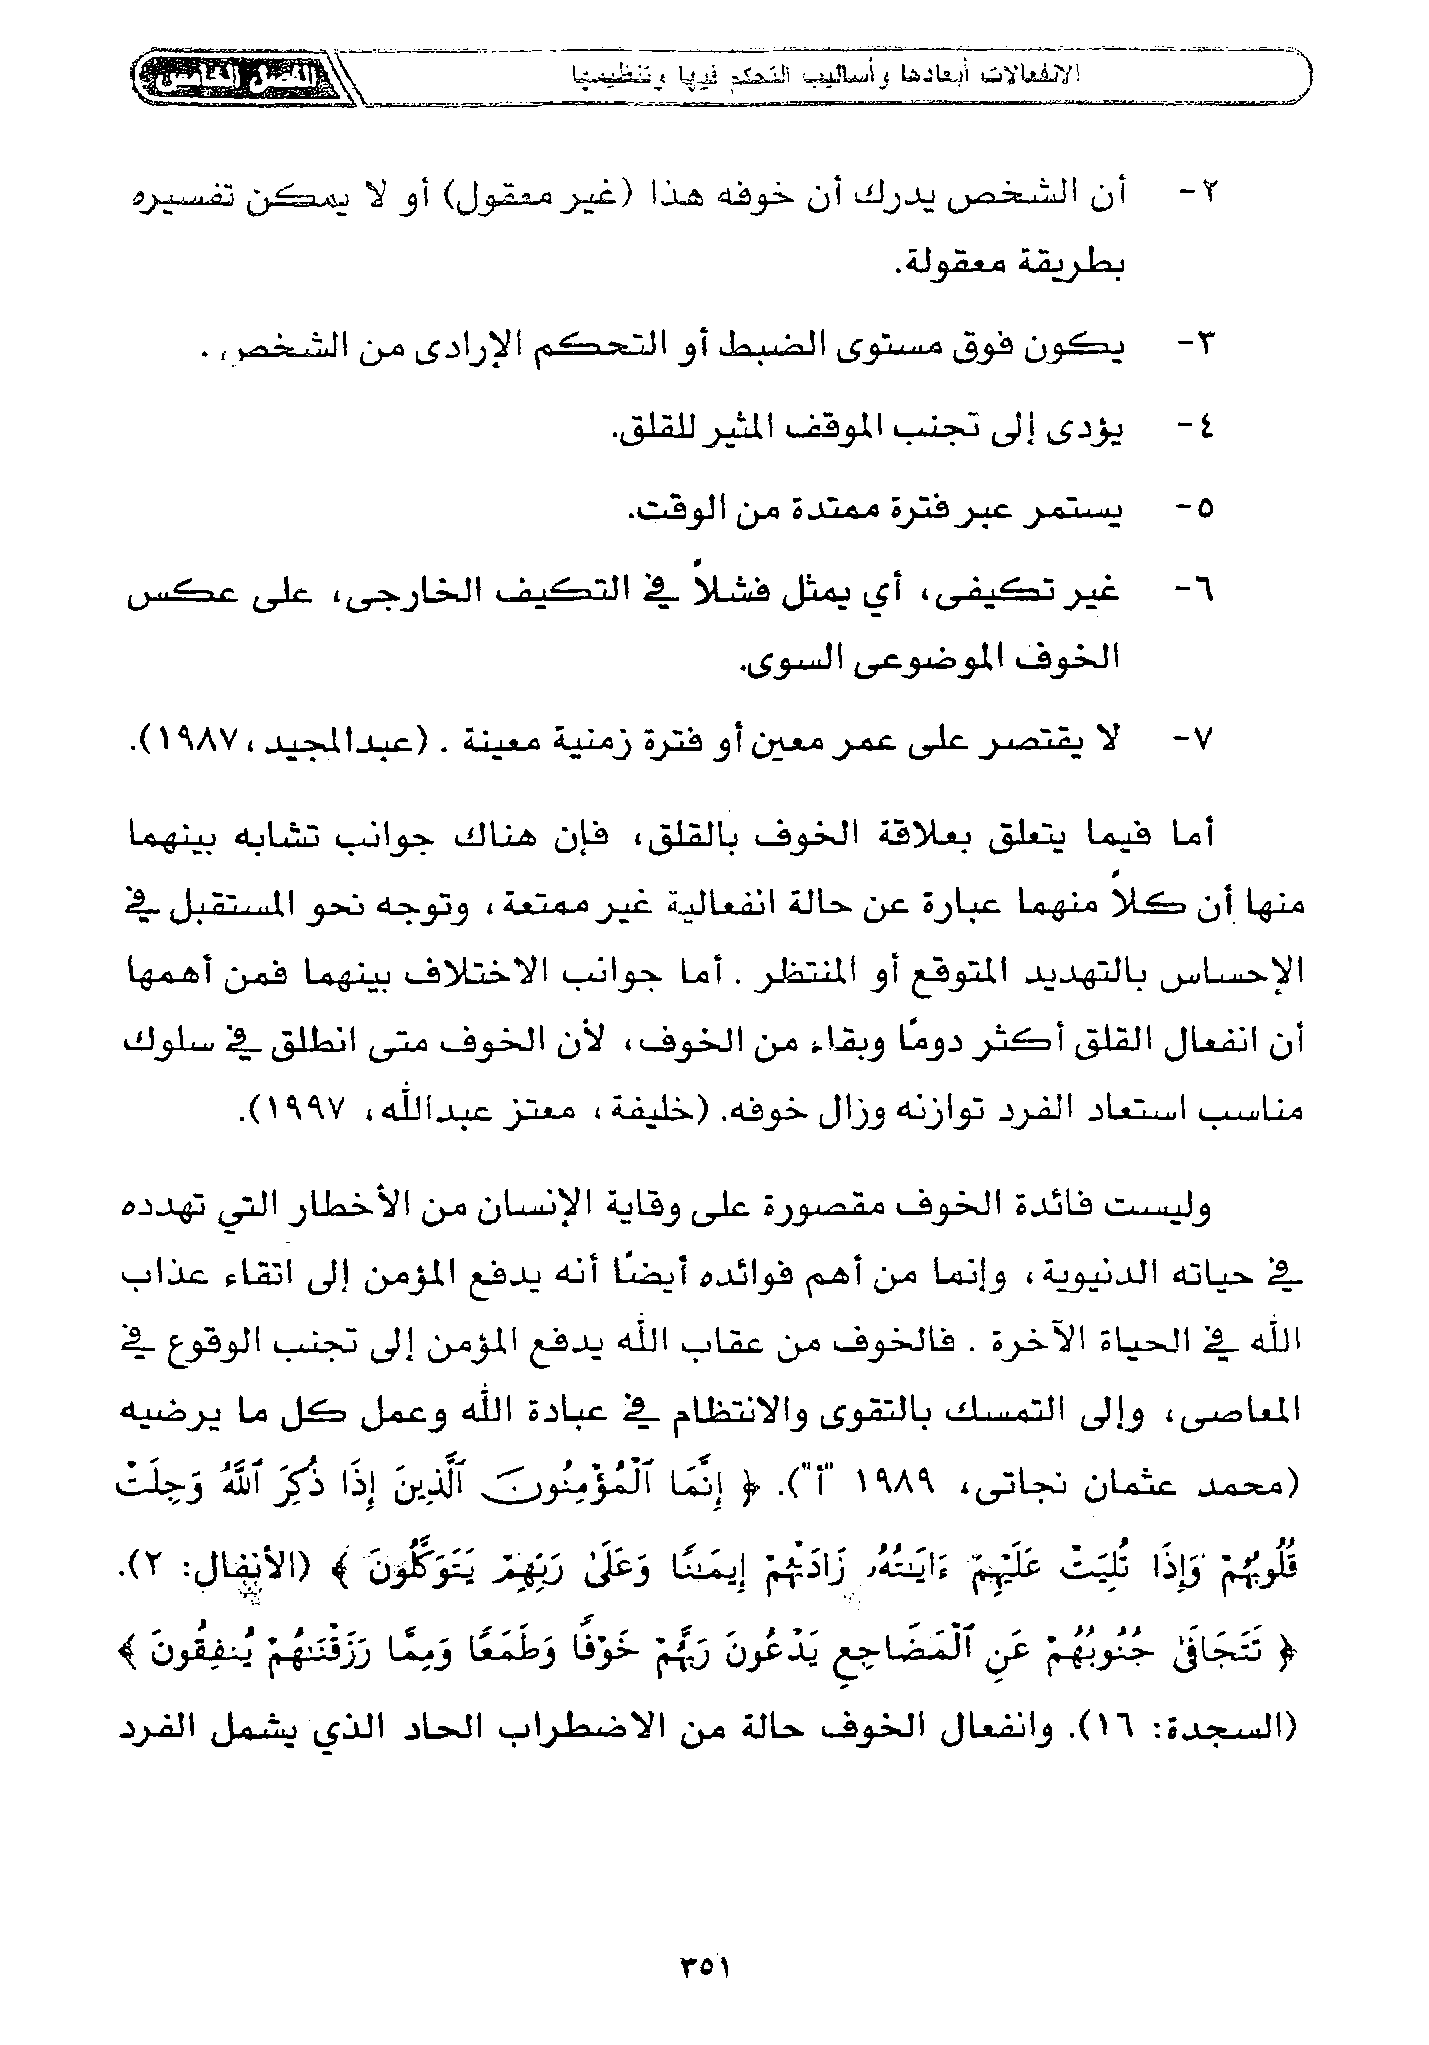 الانفعالات أبعادها وأساليب التحكم فيها وتنظيمها
الفصل الخامس
٢- أن الشخص يدرك أن خوفه هذا (غير معقول) أو لا يمكن تفسيره
بطريقة معقولة.
٣- يكون فوق مستوى الضبط أو التحكم الإرادى من الشخص .
٤- يؤدى إلى تجنب الموقف المثير للقلق.
٥- يستمر عبر فترة ممتدة من الوقت.
٦- غير تكيفى، أي يمثل فشلاً في التكيف الخارجى، على عكس
الخوف الموضوعى السوى.
٧- لا يقتصر على عمر معين أو فترة زمنية معينة . (عبدالمجيد ، ١٩٨٧).
أما فيما يتعلق بعلاقة الخوف بالقلق، فإن هناك جوانب تشابه بينهما
منها أن كلاً منهما عبارة عن حالة انفعالية غير ممتعة، وتوجه نحو المستقبل في
الإحساس بالتهديد المتوقع أو المنتظر . أما جوانب الاختلاف بينهما فمن أهمها
أن انفعال القلق أكثر دومًا وبقاء من الخوف، لأن الخوف متى انطلق في سلوك
مناسب استعاد الفرد توازنه وزال خوفه. (خليفة ، معتز عبدالله، ١٩٩٧).
وليست فائدة الخوف مقصورة على وقاية الإنسان من الأخطار التي تهدده
في حياته الدنيوية، وإنما من أهم فوائده أيضًا أنه يدفع المؤمن إلى اتقاء عذاب
الله في الحياة الآخرة . فالخوف من عقاب الله يدفع المؤمن إلى تجنب الوقوع في
المعاصى، وإلى التمسك بالتقوى والانتظام في عبادة الله وعمل كل ما يرضيه
(محمد عثمان نجاتى، ١٩٨٩ "أ"). ﴿ إِنَّمَا ٱلْمُؤْمِنُونَ ٱلَّذِينَ إِذَا ذُكِرَ ٱللَّهُ وَجِلَتْ
قُلُوبُهُمْ وَإِذَا تُلِيَتْ عَلَيْهِمْ ءَايَـٰتُهُۥ زَادَتْهُمْ إِيمَـٰنًا وَعَلَىٰ رَبِّهِمْ يَتَوَكَّلُونَ ﴾ (الأنفال: ٢).
﴿ تَتَجَافَىٰ جُنُوبُهُمْ عَنِ ٱلْمَضَاجِعِ يَدْعُونَ رَبَّهُمْ خَوْفًا وَطَمَعًا وَمِمَّا رَزَقْنَـٰهُمْ يُنفِقُونَ ﴾
(السجدة: ١٦). وانفعال الخوف حالة من الاضطراب الحاد الذي يشمل الفرد
٣٥١